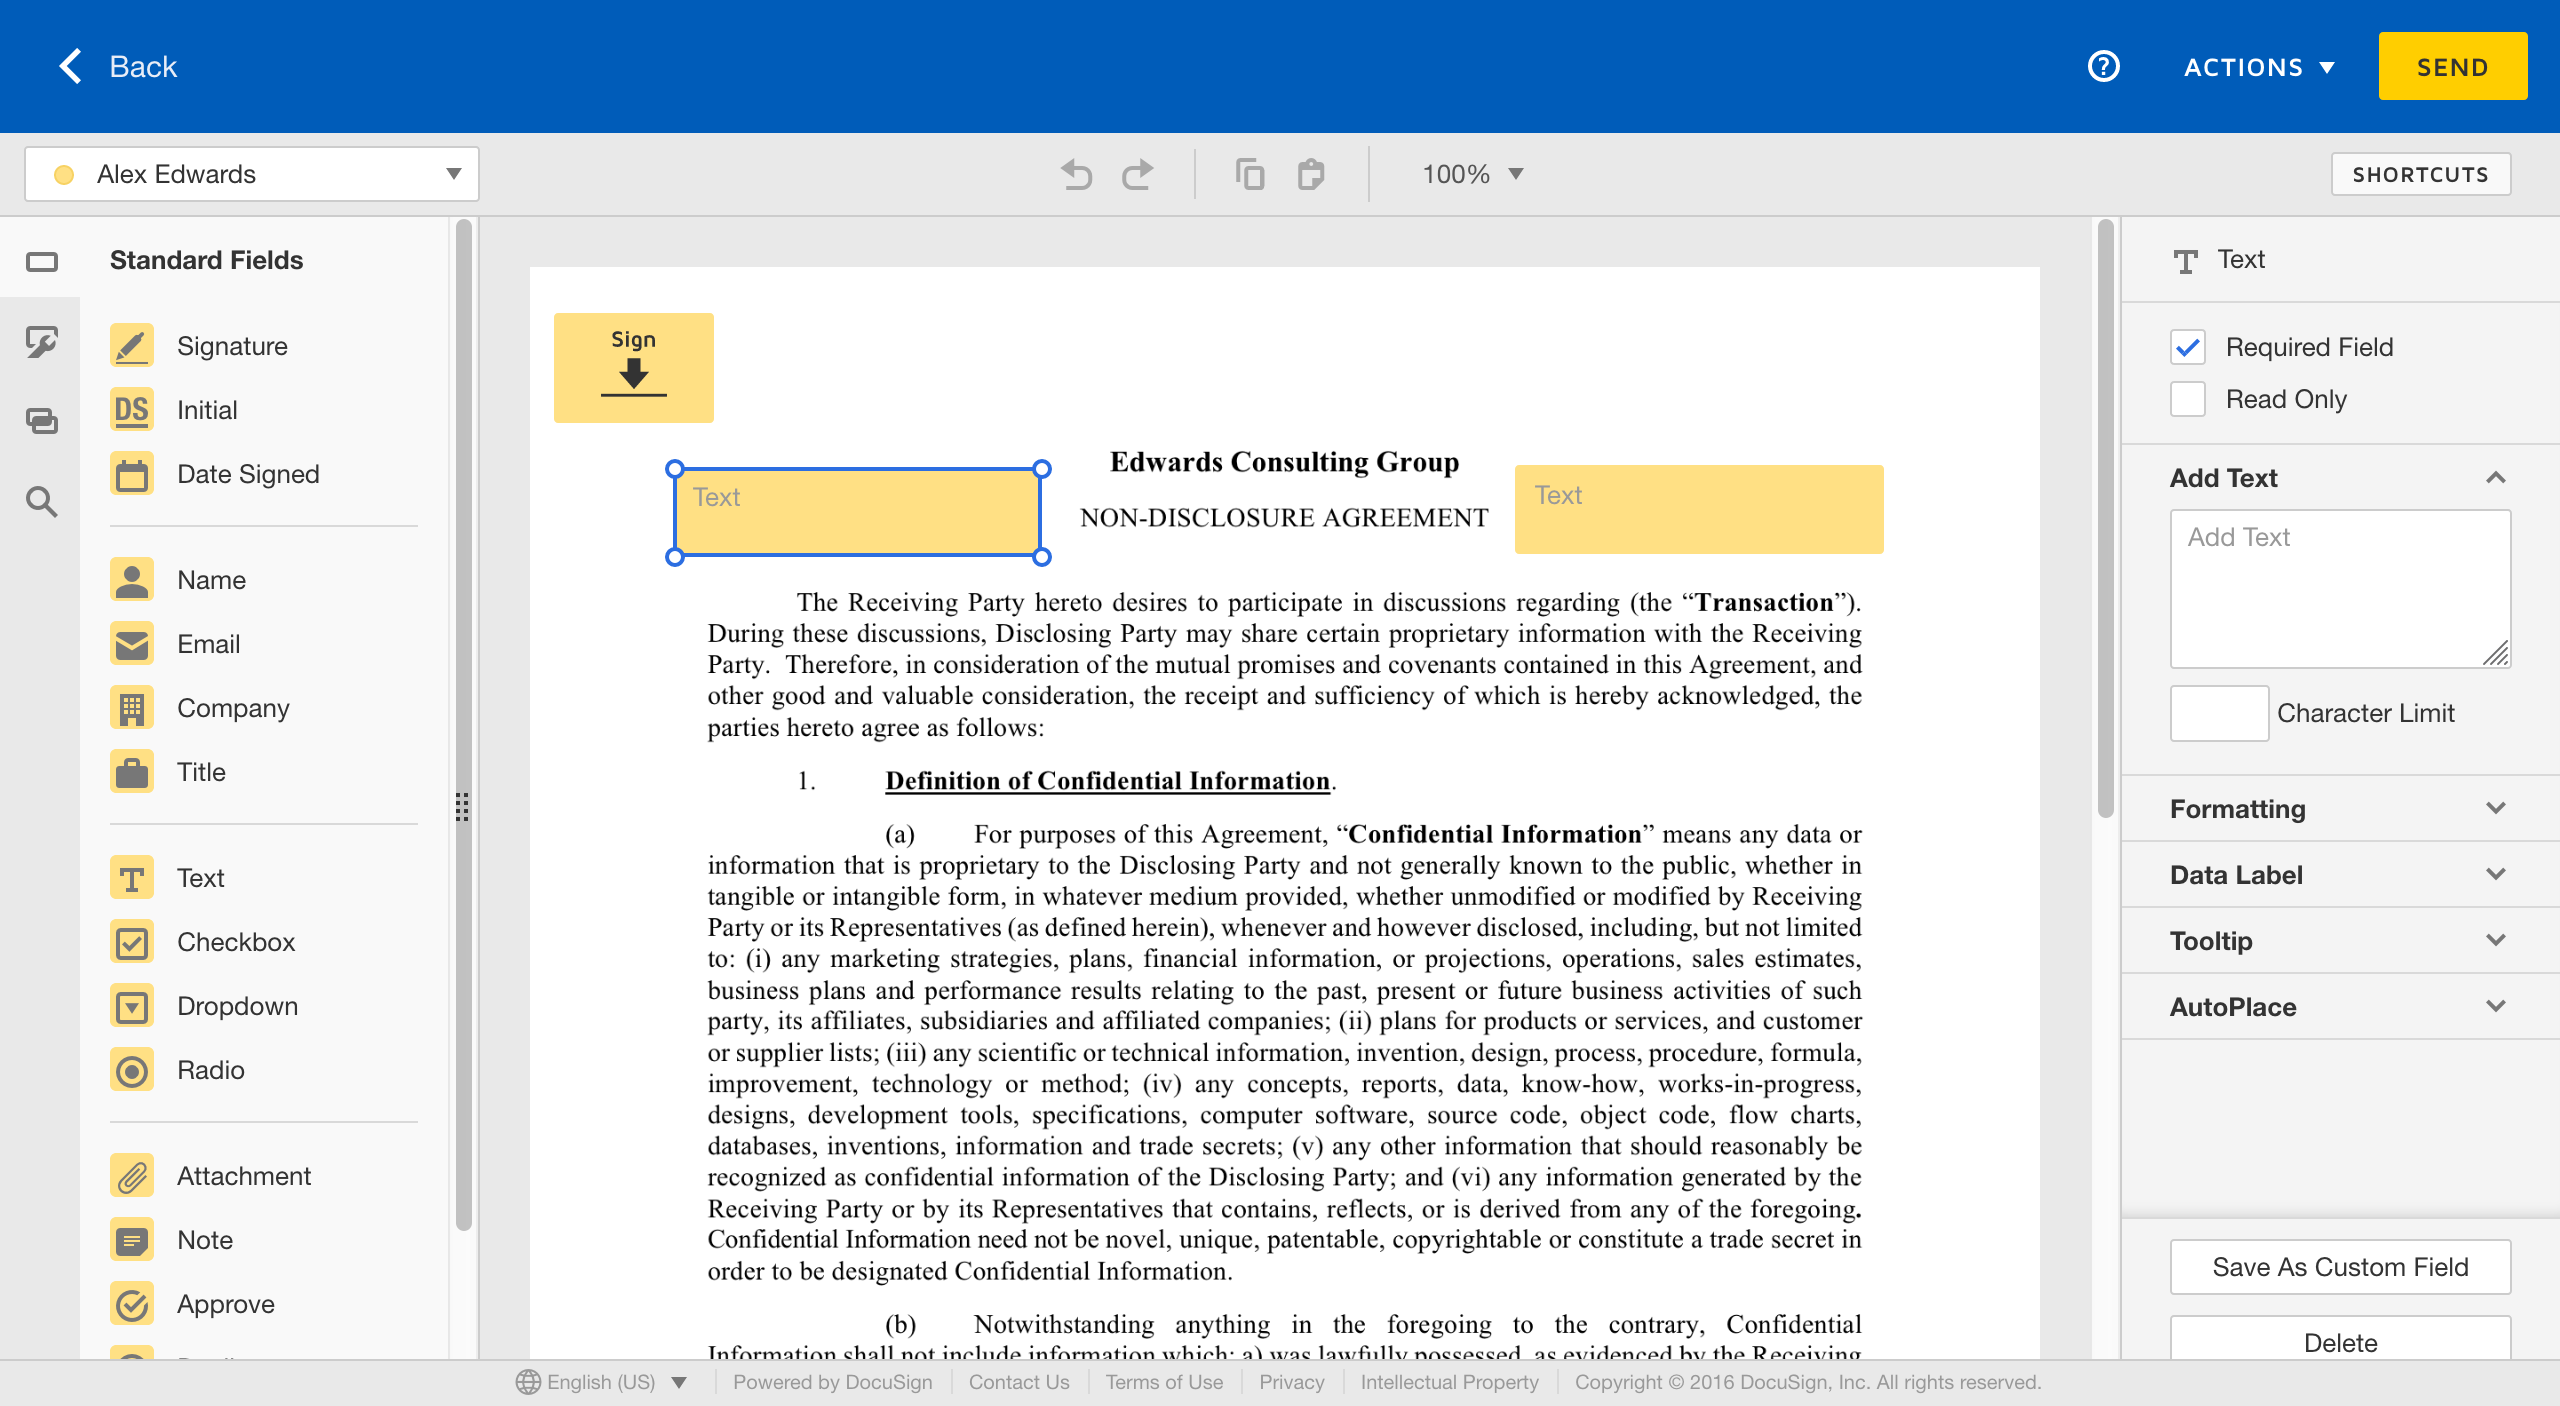 Back
ACTIONS
SEND
Alex Edwards
100%
SHORTCUTS
Standard Fields
Signature
DS
Initial
Date Signed
Name
Email
Company
Title
Text
Checkbox
Dropdown
Radio
Attachment
Note
Approve
Sign
Text
Edwards Consulting Group
NON-DISCLOSURE AGREEMENT
Text
The Receiving Party hereto desires to participate in discussions regarding (the “Transaction”).
During these discussions, Disclosing Party may share certain proprietary information with the Receiving
Party. Therefore, in consideration of the mutual promises and covenants contained in this Agreement, and
other good and valuable consideration, the receipt and sufficiency of which is hereby acknowledged, the
parties hereto agree as follows:
1. Definition of Confidential Information.
(a) For purposes of this Agreement, “Confidential Information” means any data or
information that is proprietary to the Disclosing Party and not generally known to the public, whether in
tangible or intangible form, in whatever medium provided, whether unmodified or modified by Receiving
Party or its Representatives (as defined herein), whenever and however disclosed, including, but not limited
to: (i) any marketing strategies, plans, financial information, or projections, operations, sales estimates,
business plans and performance results relating to the past, present or future business activities of such
party, its affiliates, subsidiaries and affiliated companies; (ii) plans for products or services, and customer
or supplier lists; (iii) any scientific or technical information, invention, design, process, procedure, formula,
improvement, technology or method; (iv) any concepts, reports, data, know-how, works-in-progress,
designs, development tools, specifications, computer software, source code, object code, flow charts,
databases, inventions, information and trade secrets; (v) any other information that should reasonably be
recognized as confidential information of the Disclosing Party; and (vi) any information generated by the
Receiving Party or by its Representatives that contains, reflects, or is derived from any of the foregoing.
Confidential Information need not be novel, unique, patentable, copyrightable or constitute a trade secret in
order to be designated Confidential Information.
(b) Notwithstanding anything in the foregoing to the contrary, Confidential
Information shall not include information which: a) was lawfully possessed, as evidenced by the Receiving
Text
Required Field
Read Only
Add Text
Add Text
Character Limit
Formatting
Data Label
Tooltip
AutoPlace
Save As Custom Field
Delete
English (US)
Powered by DocuSign
Contact Us
Terms of Use
Privacy
Intellectual Property
Copyright © 2016 DocuSign, Inc. All rights reserved.